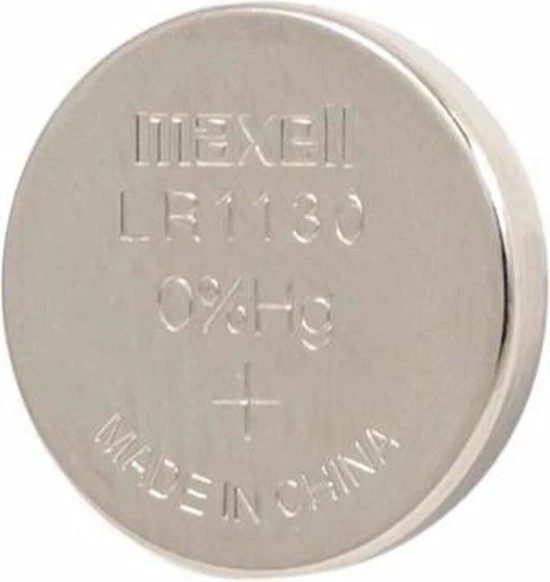 maxell
LR1130
0%Hg
+
MADE IN CHINA